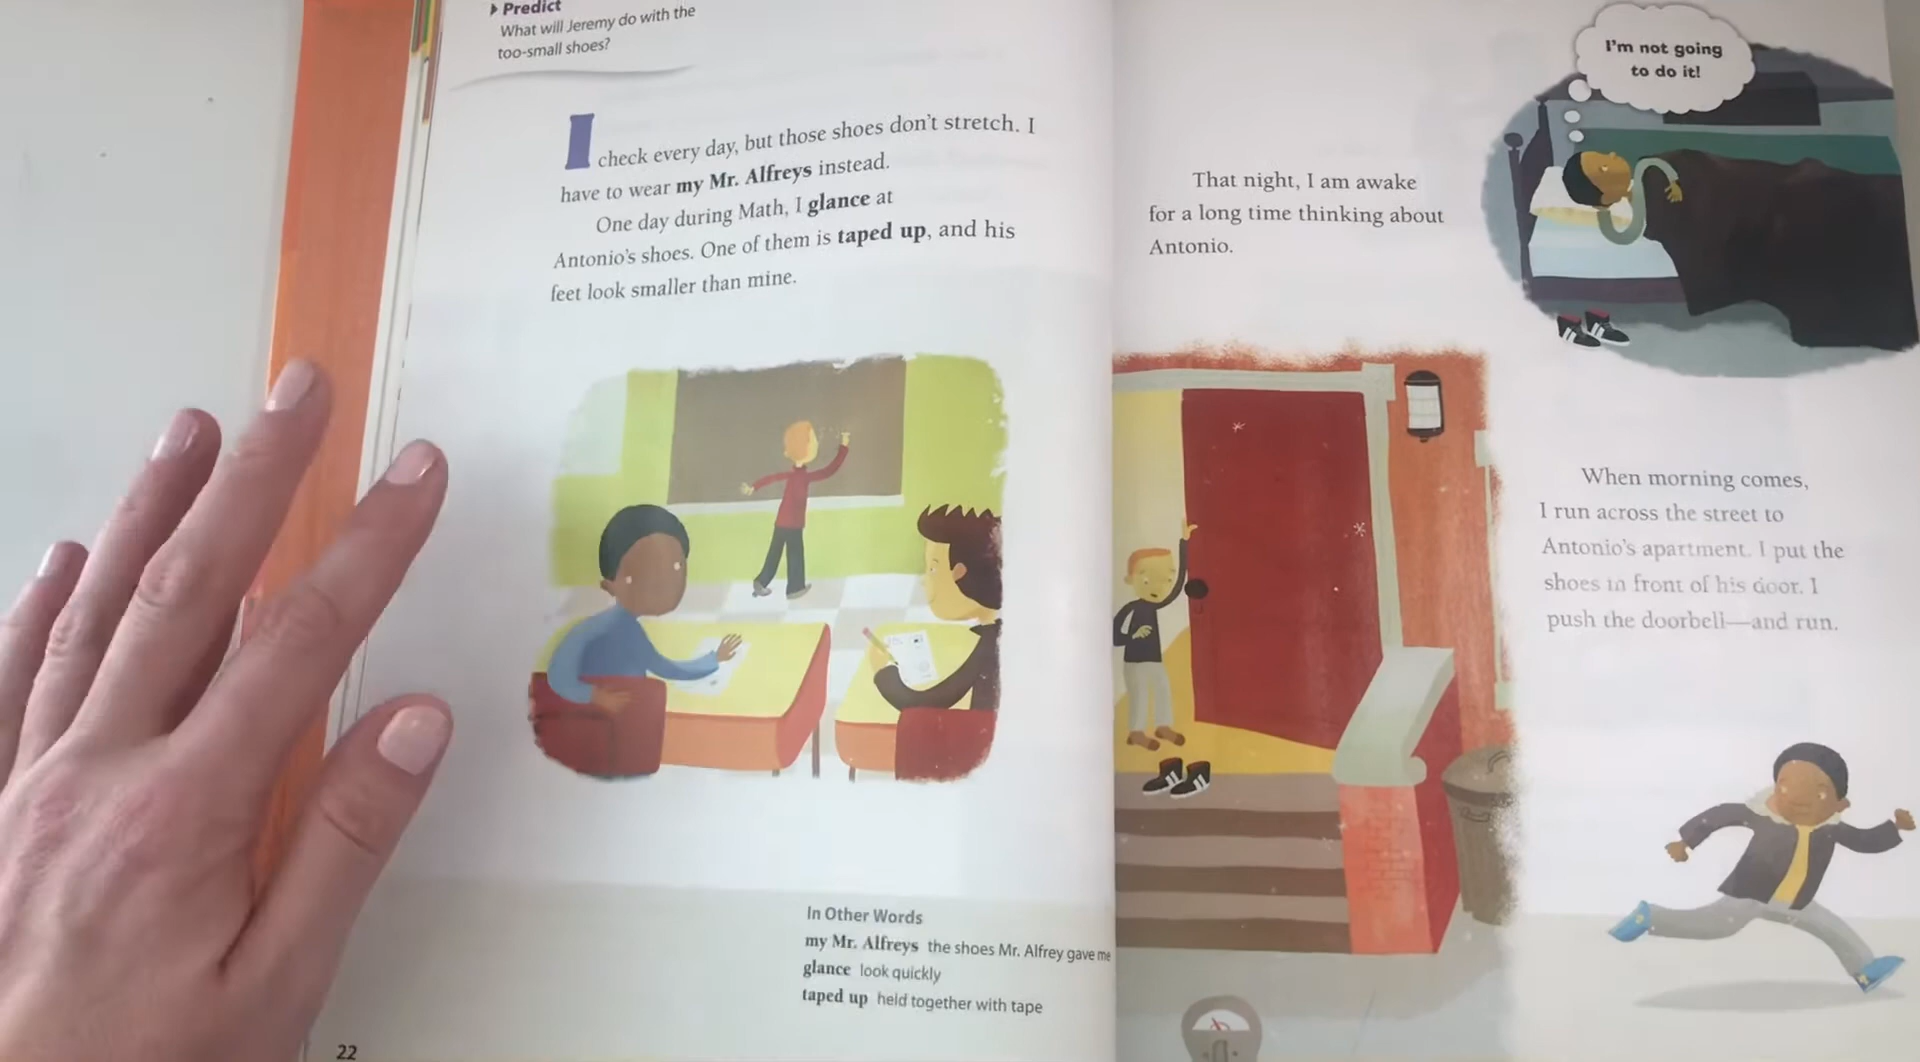 Predict
What will Jeremy do with the
too-small shoes?
I check every day, but those shoes don't stretch. I
have to wear my Mr. Alfreys instead.
One day during Math, I glance at
Antonio's shoes. One of them is taped up, and his
feet look smaller than mine.
In Other Words
my Mr. Alfreys the shoes Mr. Alfrey gave me
glance look quickly
taped up held together with tape
22
I'm not going
to do it!
That night, I am awake
for a long time thinking about
Antonio.
When morning comes,
I run across the street to
Antonio's apartment. I put the
shoes in front of his door. I
push the doorbell—and run.